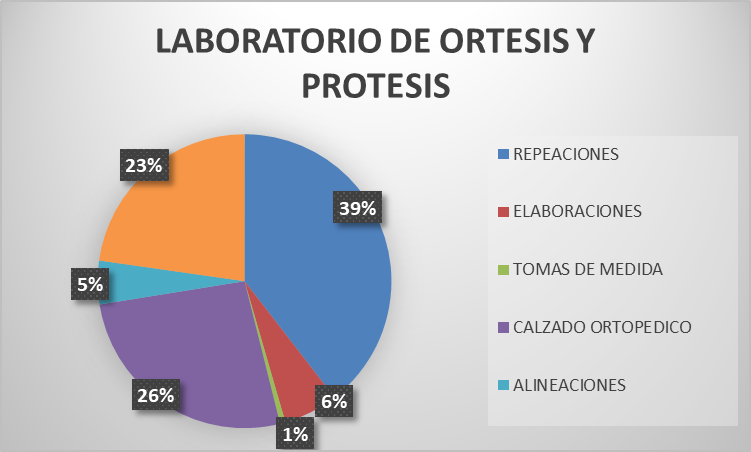 LABORATORIO DE ORTESIS Y
PROTESIS
23%
39%
5%
26%
6%
1%
REPEACIONES
ELABORACIONES
TOMAS DE MEDIDA
CALZADO ORTOPEDICO
ALINEACIONES